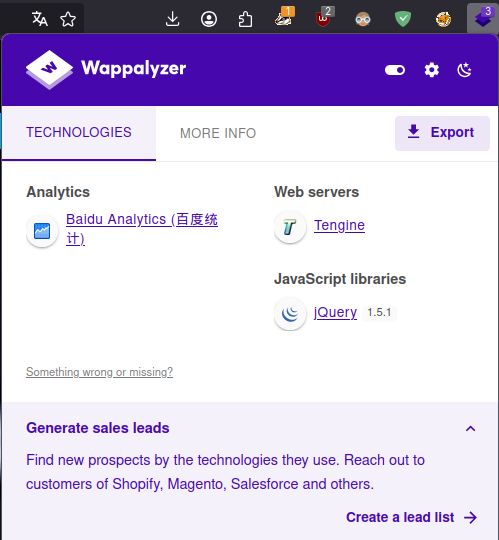 1
2
3
Wappalyzer
TECHNOLOGIES
MORE INFO
Export
Analytics
Baidu Analytics (百度统
计)
Web servers
Tengine
JavaScript libraries
jQuery 1.5.1
Something wrong or missing?
Generate sales leads
Find new prospects by the technologies they use. Reach out to
customers of Shopify, Magento, Salesforce and others.
Create a lead list